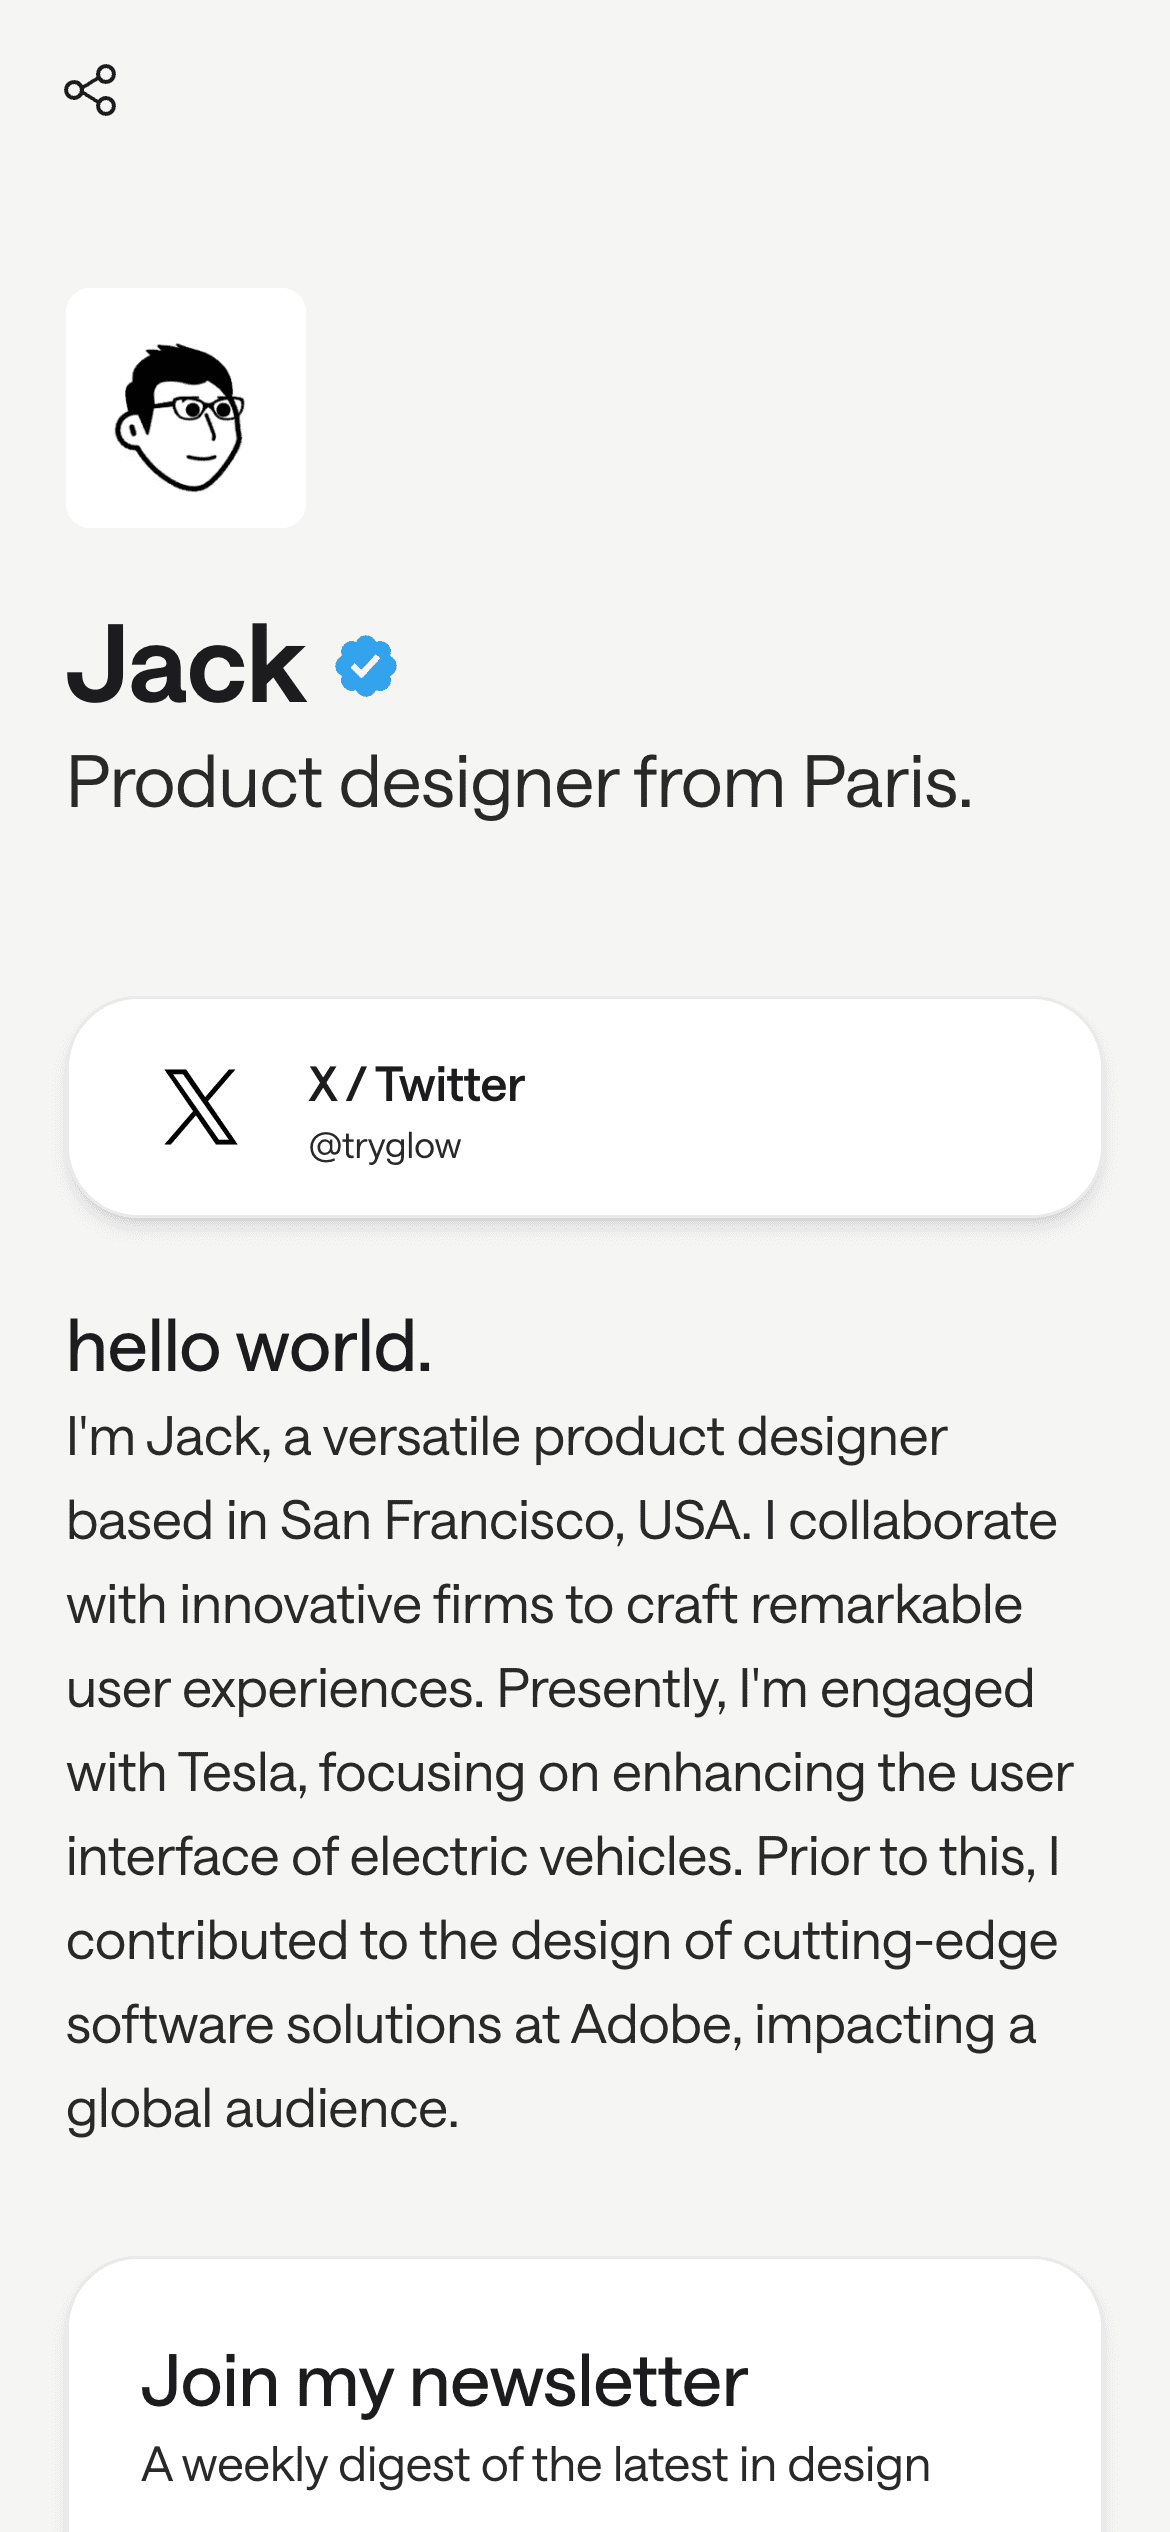 Jack
Product designer from Paris.
X / Twitter
@tryglow
hello world.
I'm Jack, a versatile product designer
based in San Francisco, USA. I collaborate
with innovative firms to craft remarkable
user experiences. Presently, I'm engaged
with Tesla, focusing on enhancing the user
interface of electric vehicles. Prior to this, I
contributed to the design of cutting-edge
software solutions at Adobe, impacting a
global audience.
Join my newsletter
A weekly digest of the latest in design